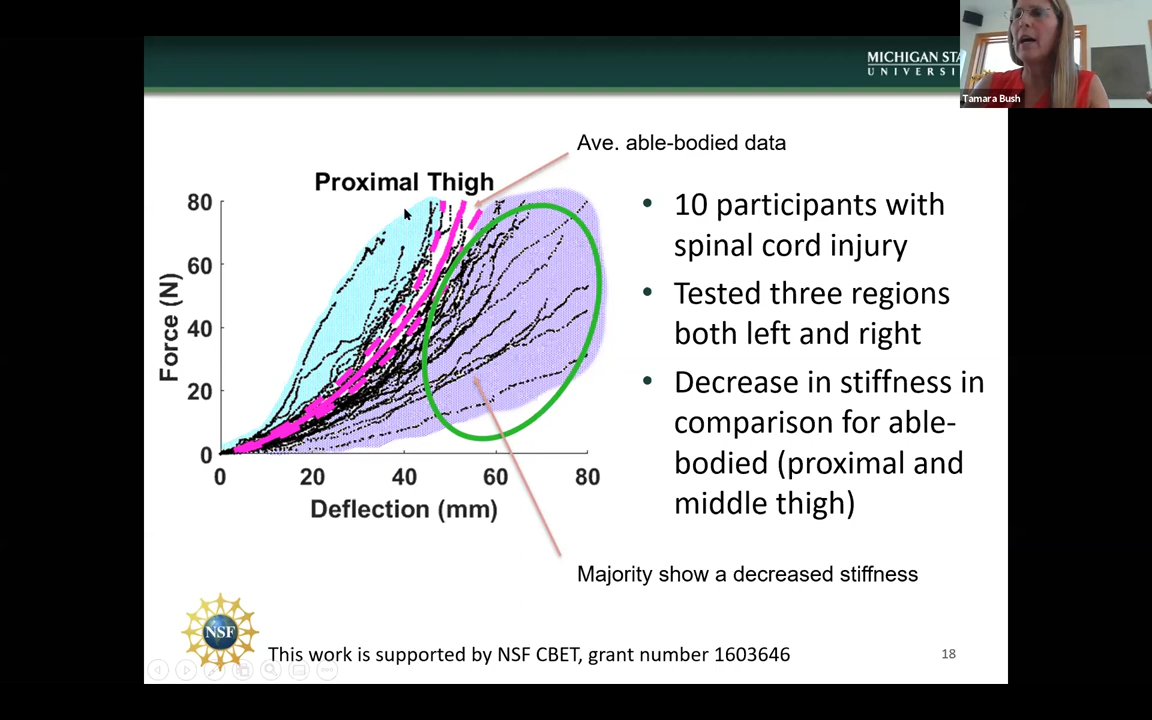 MICHIGAN STA
UNIVERSI
Tamara Bush
Ave. able-bodied data
Proximal Thigh
80
60
40
20
0
Force (N)
0 20 40 60 80
Deflection (mm)
• 10 participants with
spinal cord injury
• Tested three regions
both left and right
• Decrease in stiffness in
comparison for able-
bodied (proximal and
middle thigh)
Majority show a decreased stiffness
NSF
This work is supported by NSF CBET, grant number 1603646
18